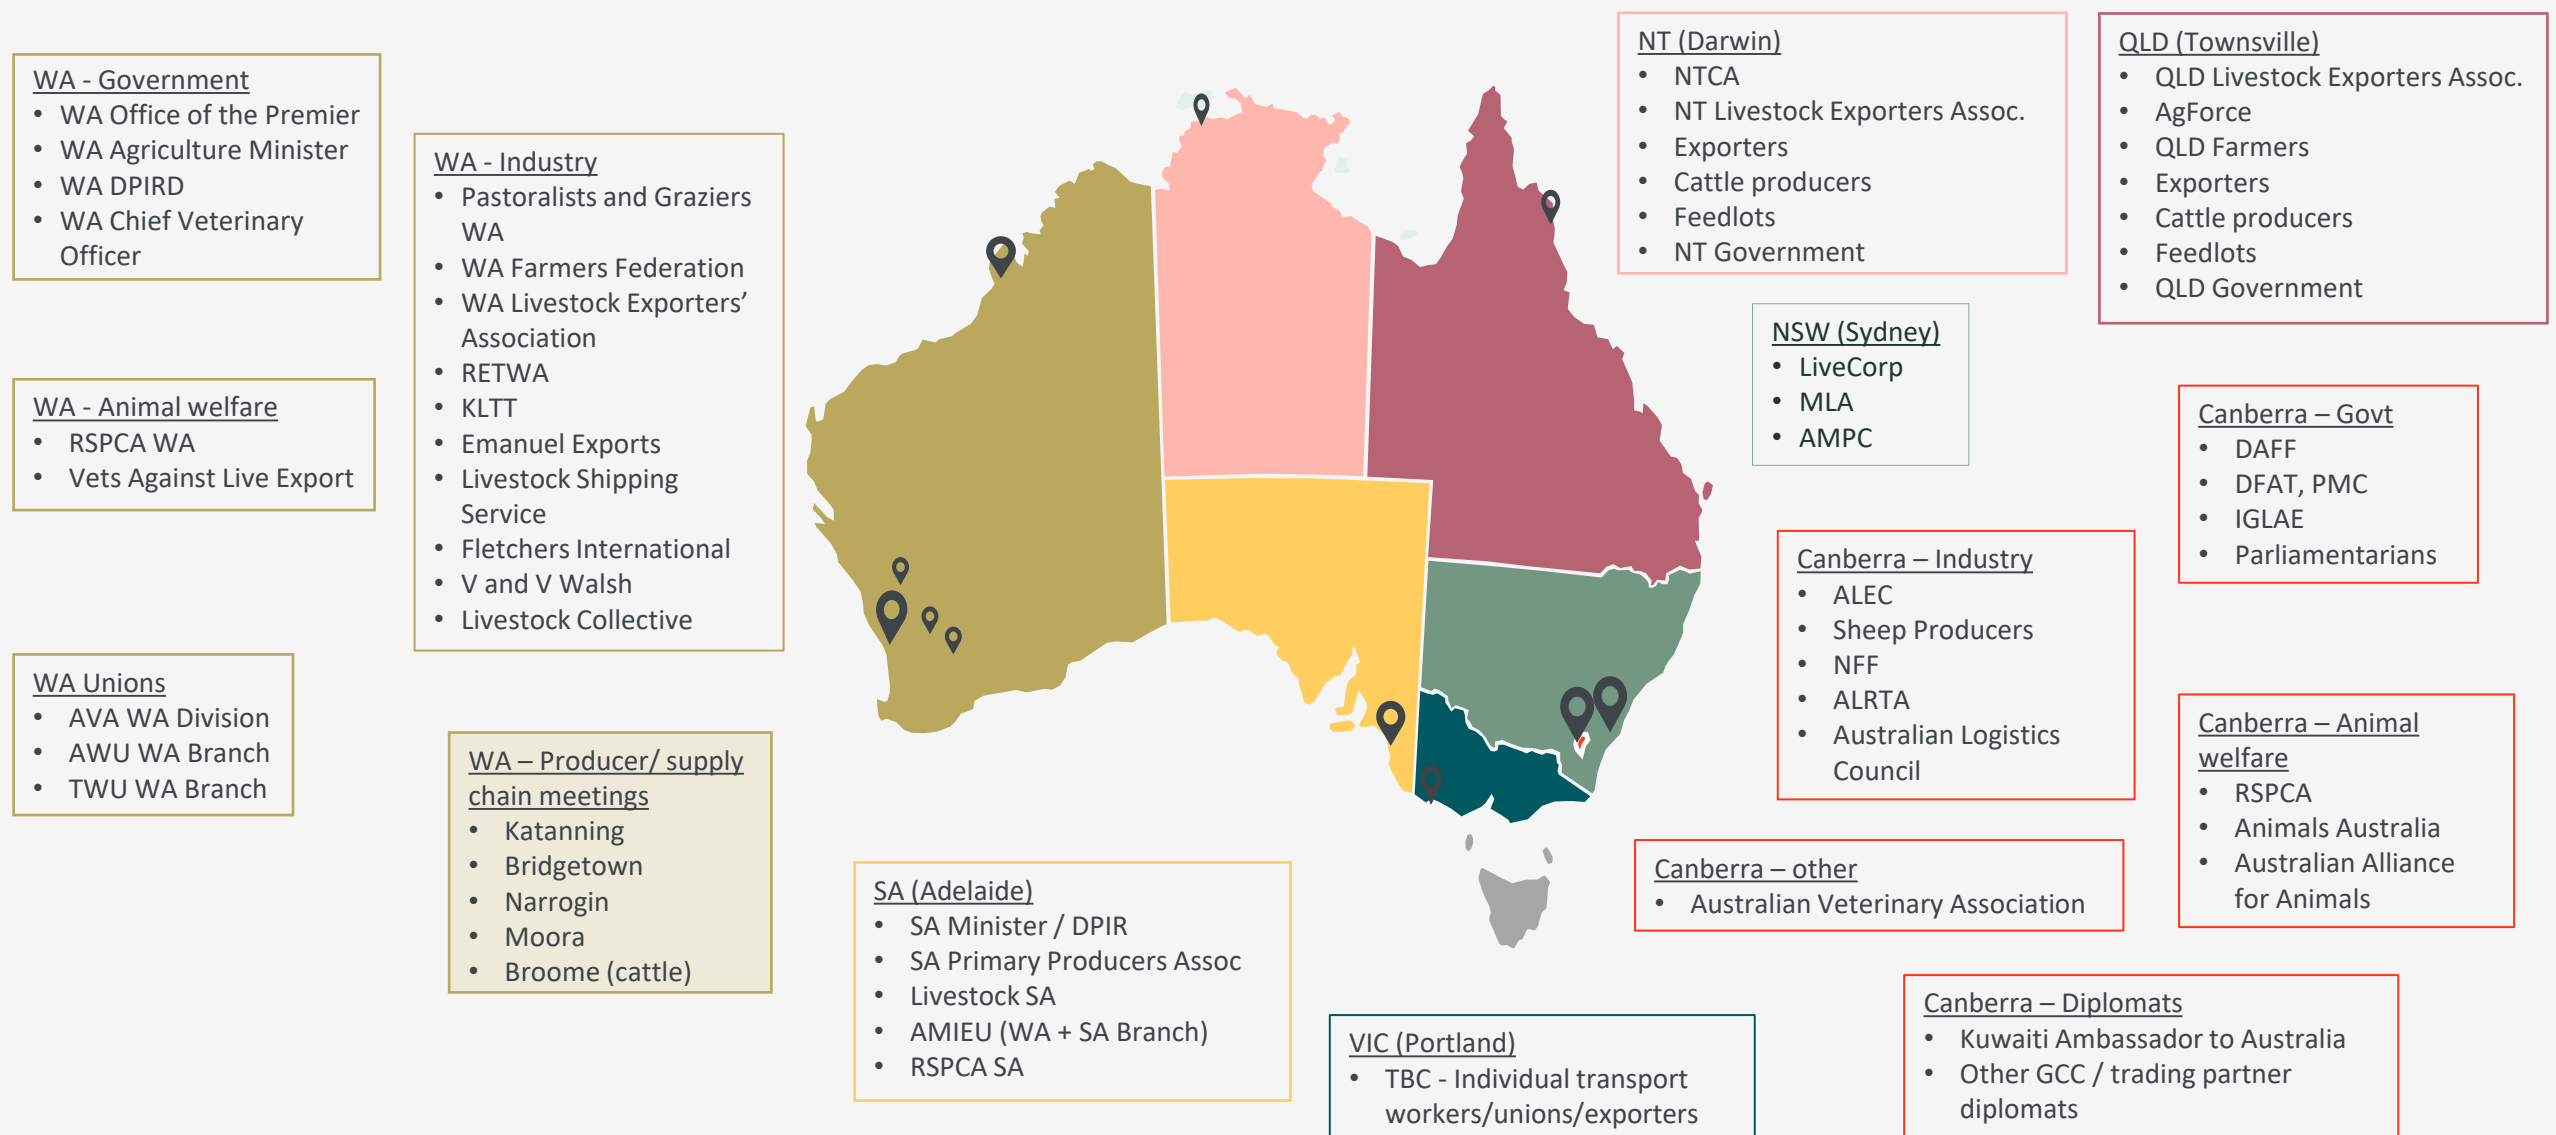 WA - Government
• WA Office of the Premier
• WA Agriculture Minister
• WA DPIRD
• WA Chief Veterinary
Officer
WA - Animal welfare
• RSPCA WA
• Vets Against Live Export
WA Unions
• AVA WA Division
• AWU WA Branch
• TWU WA Branch
WA - Industry
• Pastoralists and Graziers
WA
• WA Farmers Federation
• WA Livestock Exporters’
Association
• RETWA
• KLTT
• Emanuel Exports
• Livestock Shipping
Service
• Fletchers International
• V and V Walsh
• Livestock Collective
WA – Producer/ supply
chain meetings
• Katanning
• Bridgetown
• Narrogin
• Moora
• Broome (cattle)
SA (Adelaide)
• SA Minister / DPIR
• SA Primary Producers Assoc
• Livestock SA
• AMIEU (WA + SA Branch)
• RSPCA SA
VIC (Portland)
• TBC - Individual transport
workers/unions/exporters
NT (Darwin)
• NTCA
• NT Livestock Exporters Assoc.
• Exporters
• Cattle producers
• Feedlots
• NT Government
QLD (Townsville)
• QLD Livestock Exporters Assoc.
• AgForce
• QLD Farmers
• Exporters
• Cattle producers
• Feedlots
• QLD Government
NSW (Sydney)
• LiveCorp
• MLA
• AMPC
Canberra – Govt
• DAFF
• DFAT, PMC
• IGLAE
• Parliamentarians
Canberra – Industry
• ALEC
• Sheep Producers
• NFF
• ALRTA
• Australian Logistics
Council
Canberra – Animal
welfare
• RSPCA
• Animals Australia
• Australian Alliance
for Animals
Canberra – other
• Australian Veterinary Association
Canberra – Diplomats
• Kuwaiti Ambassador to Australia
• Other GCC / trading partner
diplomats